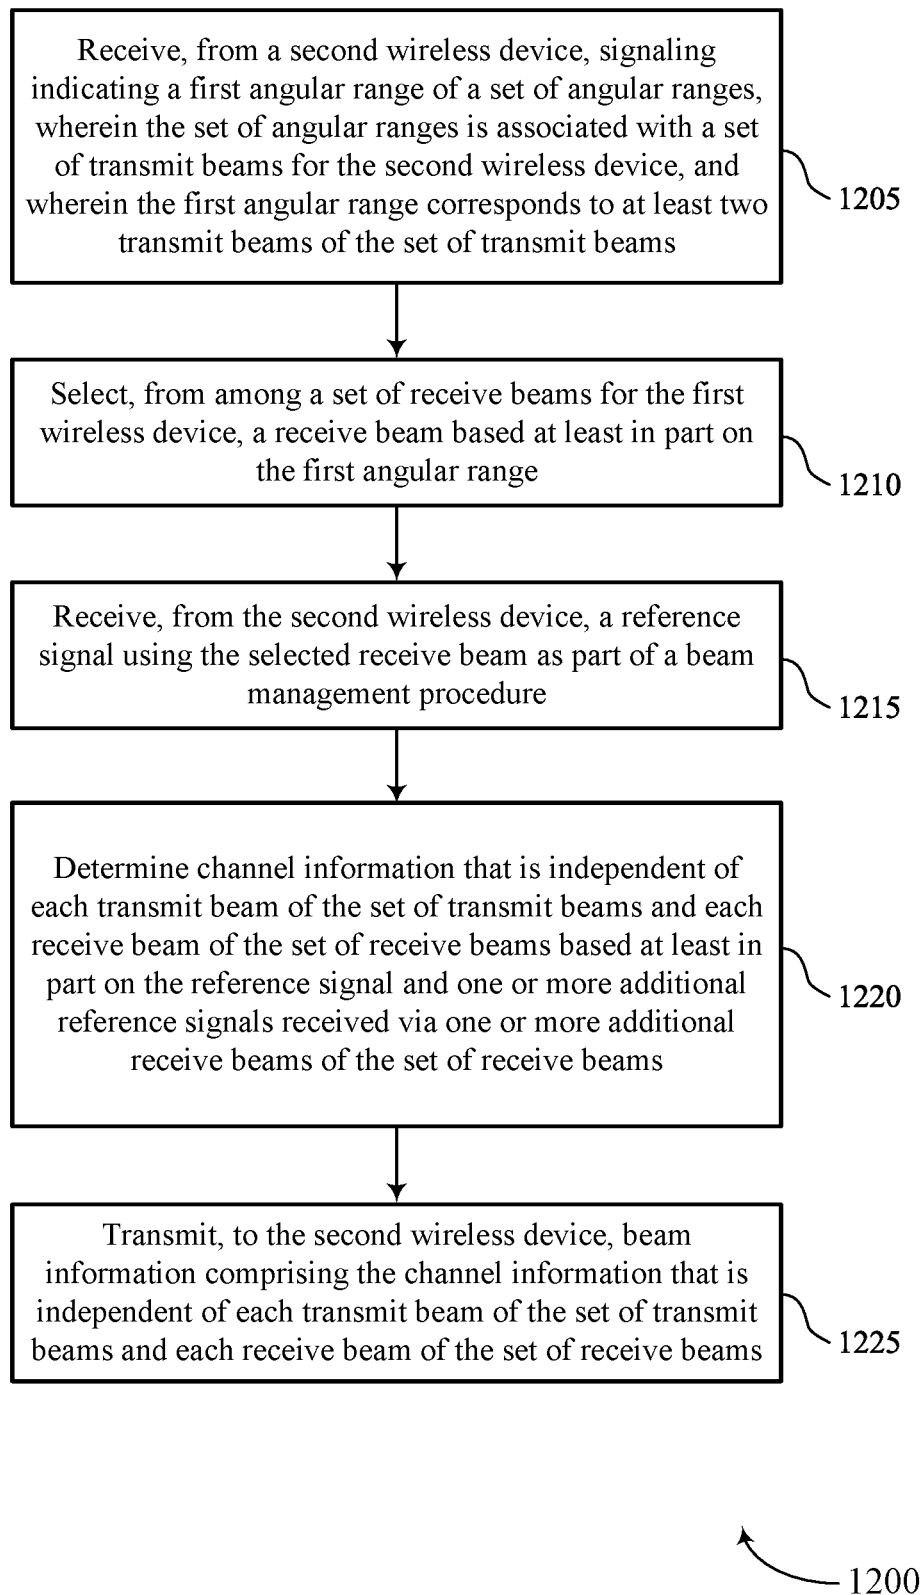 Receive, from a second wireless device, signaling
indicating a first angular range of a set of angular ranges,
wherein the set of angular ranges is associated with a set
of transmit beams for the second wireless device, and
wherein the first angular range corresponds to at least two
transmit beams of the set of transmit beams
1205
Select, from among a set of receive beams for the first
wireless device, a receive beam based at least in part on
the first angular range
1210
Receive, from the second wireless device, a reference
signal using the selected receive beam as part of a beam
management procedure
1215
Determine channel information that is independent of
each transmit beam of the set of transmit beams and each
receive beam of the set of receive beams based at least in
part on the reference signal and one or more additional
reference signals received via one or more additional
receive beams of the set of receive beams
1220
Transmit, to the second wireless device, beam
information comprising the channel information that is
independent of each transmit beam of the set of transmit
beams and each receive beam of the set of receive beams
1225
1200